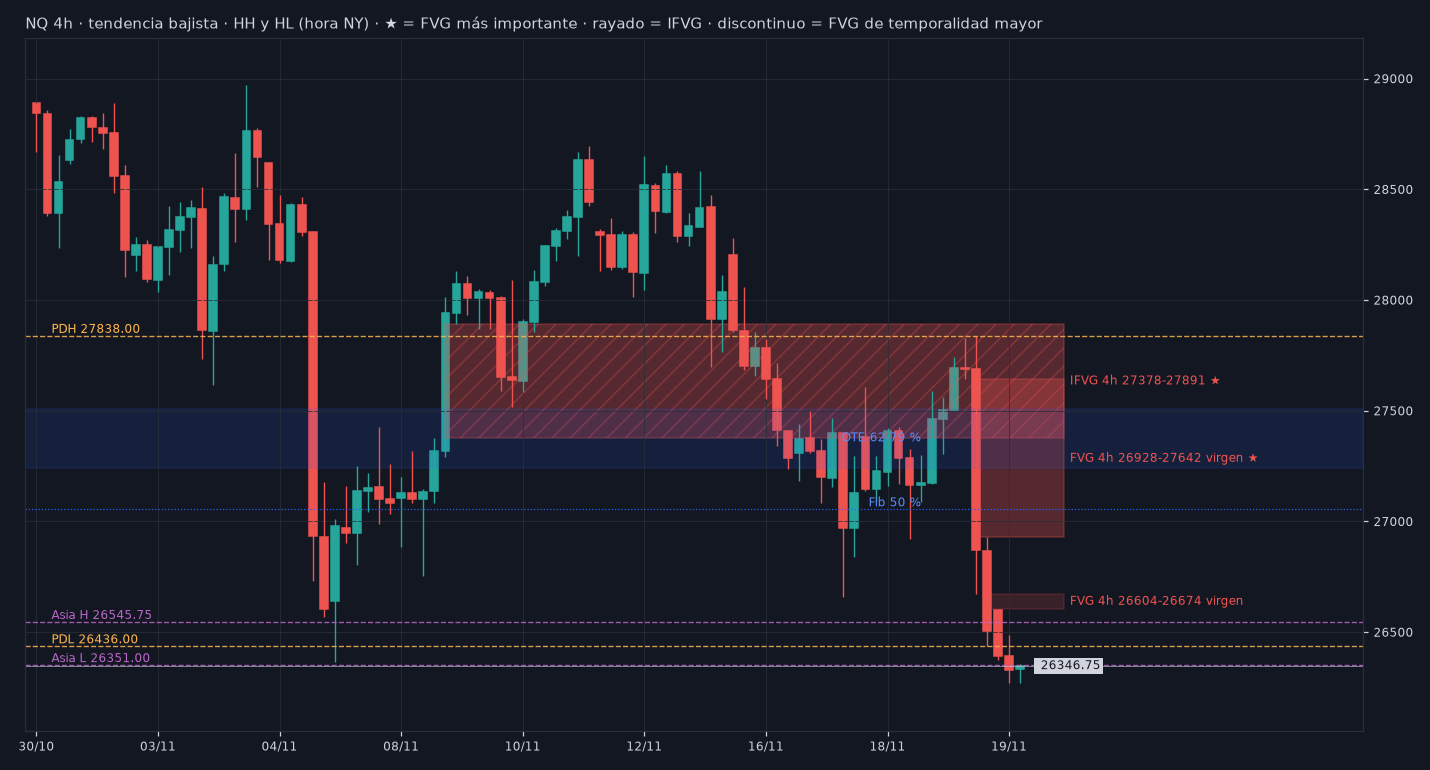 NQ 4h · tendencia bajista · HH y HL (hora NY) · ★ = FVG más importante · rayado = IFVG · discontinuo = FVG de temporalidad mayor
29000
28500
28000
PDH 27838.00
IFVG 4h 27378-27891 ★
27500
OTE 62-79 %
FVG 4h 26928-27642 virgen ★
Fib 50 %
27000
FVG 4h 26604-26674 virgen
Asia H 26545.75
26500
PDL 26436.00
Asia L 26351.00
26346.75
30/10 03/11 04/11 08/11 10/11 12/11 16/11 18/11 19/11